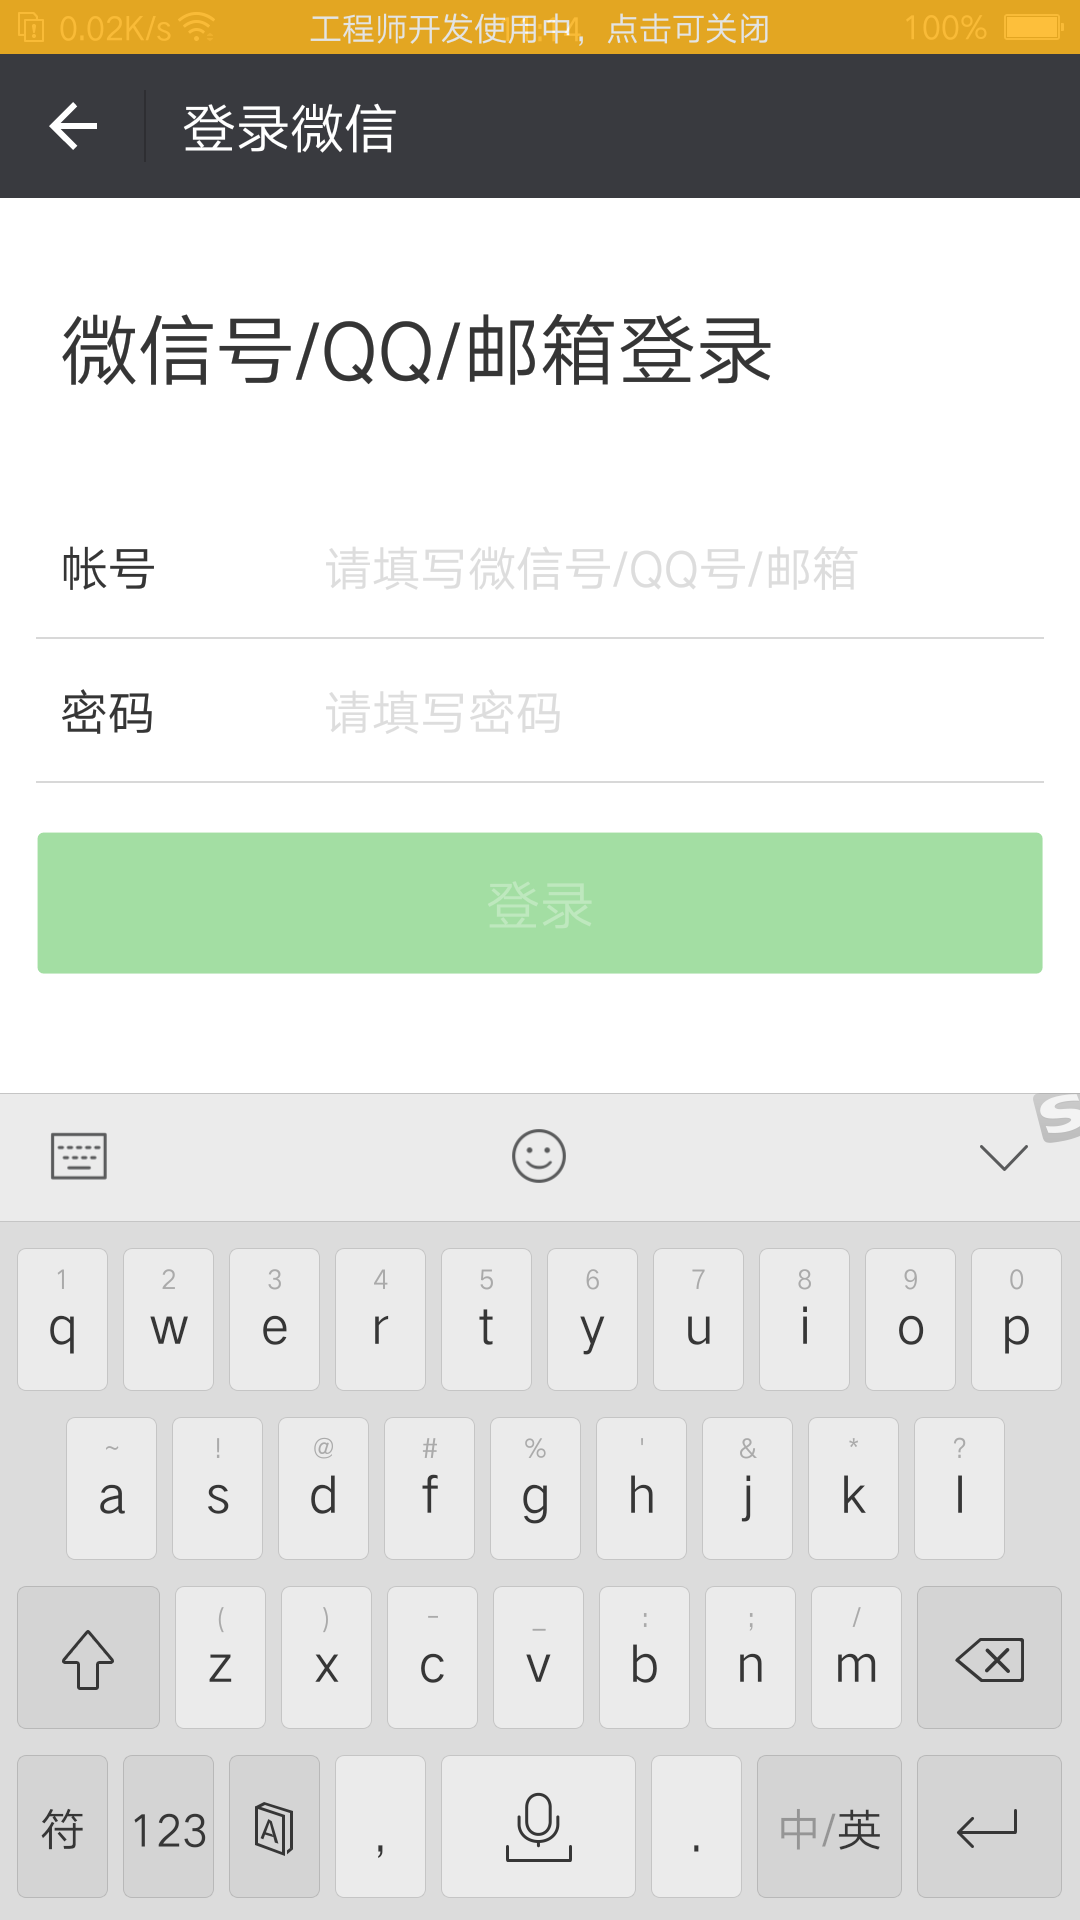 0.02K/s 工程师开发使用中，点击可关闭 100%
登录微信
微信号/QQ/邮箱登录
帐号 请填写微信号/QQ号/邮箱
密码 请填写密码
登录
S
1 2 3 4 5 6 7 8 9 0
q w e r t y u i o p
~ ! @ # % ' & * ?
a s d f g h j k l
( ) - _ : ; /
z x c v b n m
符 123 A , . 中/英